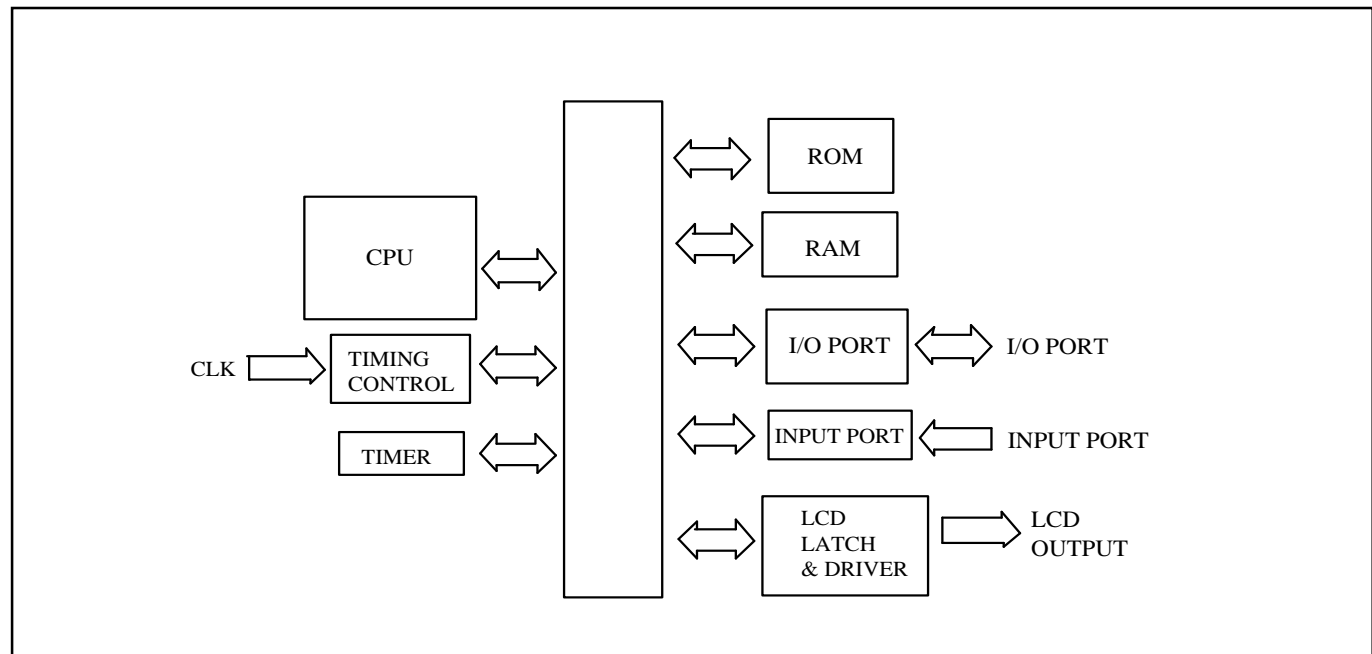 ROM
CPU
RAM
CLK
TIMING
CONTROL
I/O PORT
I/O PORT
TIMER
INPUT PORT
INPUT PORT
LCD
LATCH
& DRIVER
LCD
OUTPUT